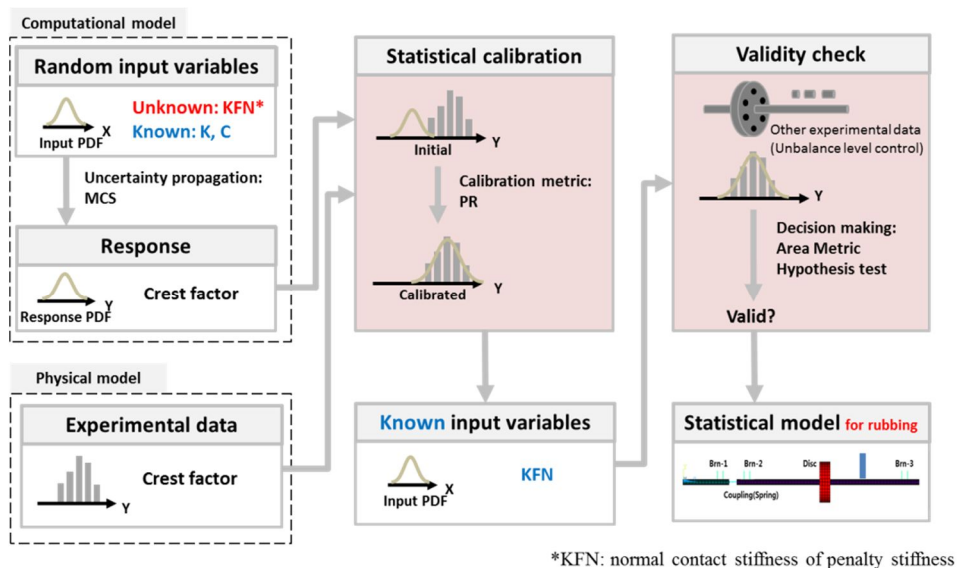 Computational model
Random input variables
Unknown: KFN*
Known: K, C
X
Input PDF
Uncertainty propagation:
MCS
Response
Crest factor
Y
Response PDF
Physical model
Experimental data
Crest factor
Y
Statistical calibration
Y
Initial
Calibration metric:
PR
Y
Calibrated
Known input variables
KFN
X
Input PDF
Validity check
Other experimental data
(Unbalance level control)
Y
Decision making:
Area Metric
Hypothesis test
Valid?
Statistical model for rubbing
Brn-1 Brn-2 Disc Brn-3
Coupling(Spring)
*KFN: normal contact stiffness of penalty stiffness